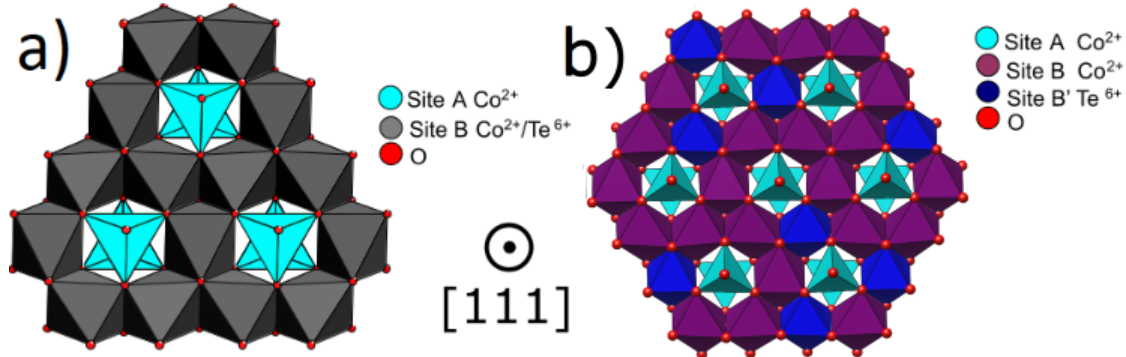 a)
Site A Co²⁺
Site B Co²⁺/Te⁶⁺
O
[111]
b)
Site A Co²⁺
Site B Co²⁺
Site B' Te⁶⁺
O